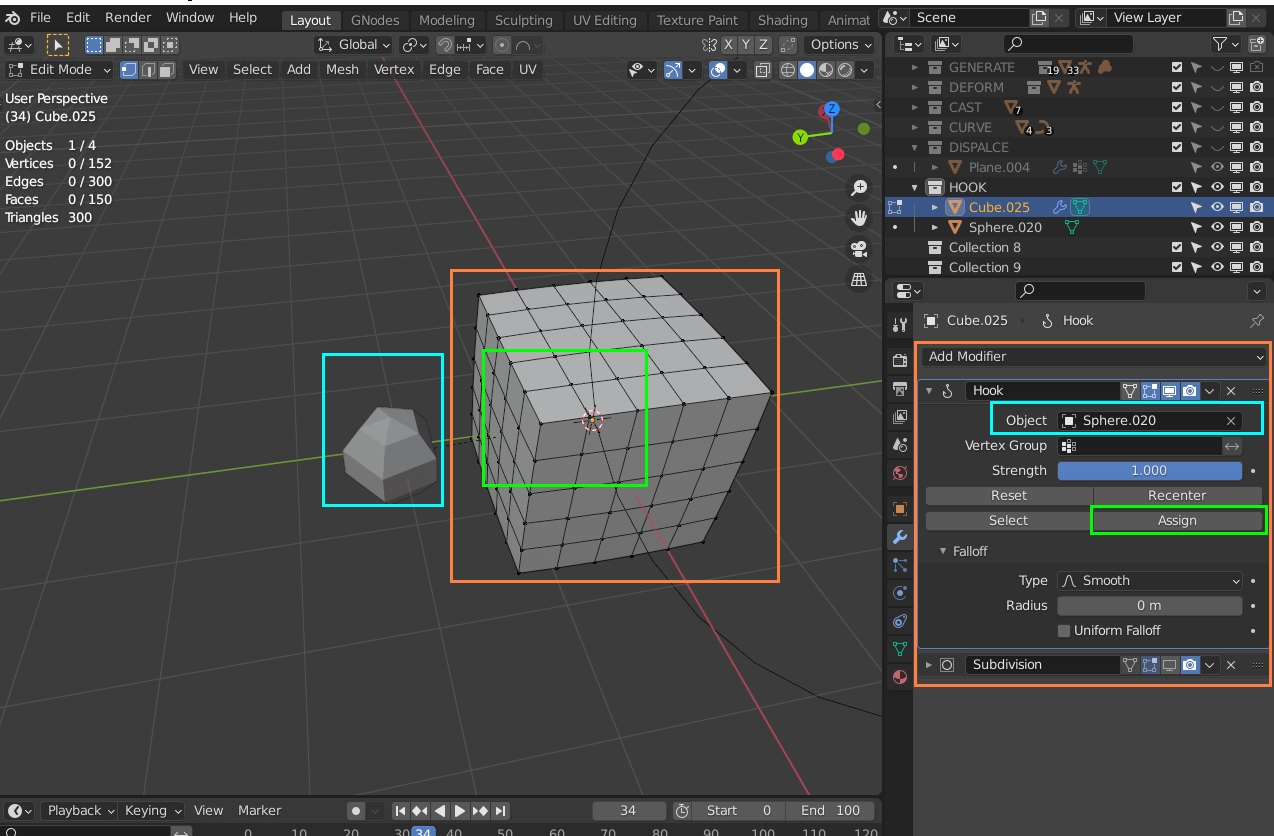 File Edit Render Window Help Layout GNodes Modeling Sculpting UV Editing Texture Paint Shading Animat Scene View Layer
Global X Y Z Options
Edit Mode View Select Add Mesh Vertex Edge Face UV
GENERATE 19 33
DEFORM
CAST 7
CURVE 4 3
DISPALCE
Plane.004
HOOK
Cube.025
Sphere.020
Collection 8
Collection 9
User Perspective
(34) Cube.025
Objects 1 / 4
Vertices 0 / 152
Edges 0 / 300
Faces 0 / 150
Triangles 300
Z
Y
Cube.025 Hook
Add Modifier
Hook
Object Sphere.020
Vertex Group
Strength 1.000
Reset Recenter
Select Assign
Falloff
Type Smooth
Radius 0 m
Uniform Falloff
Subdivision
Playback Keying View Marker 34 Start 0 End 100
0 10 20 30 34 40 50 60 70 80 90 100 110 120